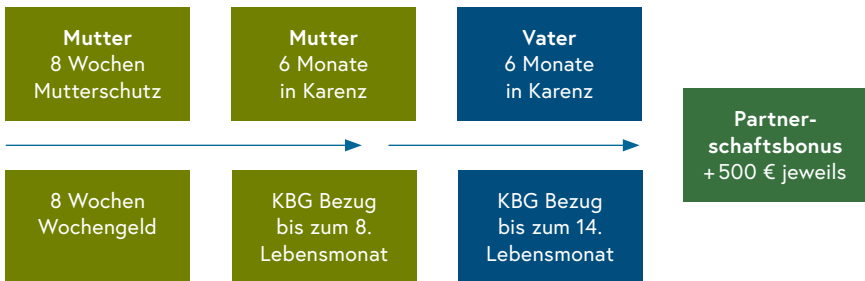 Mutter
8 Wochen
Mutterschutz
Mutter
6 Monate
in Karenz
Vater
6 Monate
in Karenz
Partner-
schaftsbonus
+500 € jeweils
8 Wochen
Wochengeld
KBG Bezug
bis zum 8.
Lebensmonat
KBG Bezug
bis zum 14.
Lebensmonat